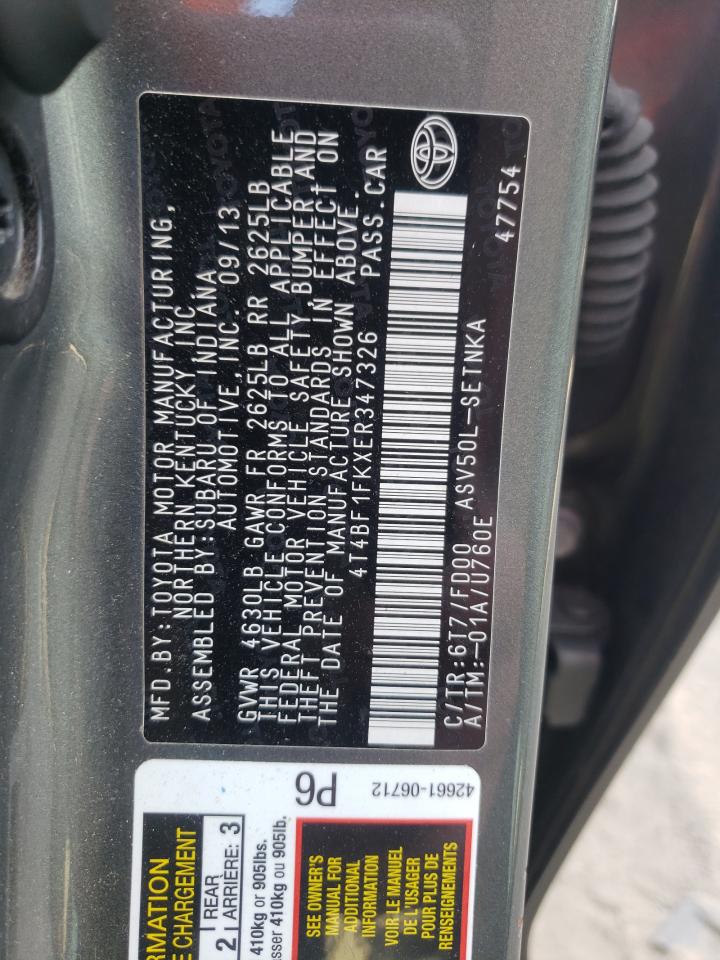 MFD.BY:TOYOTA MOTOR MANUFACTURING,
NORTHERN KENTUCKY INC.
ASSEMBLED BY:SUBARU OF INDIANA
AUTOMOTIVE,INC. 09/13
GVWR 4630LB GAWR FR 2625LB RR 2625LB
THIS VEHICLE CONFORMS TO ALL APPLICABLE
FEDERAL MOTOR VEHICLE SAFETY,BUMPER AND
THEFT PREVENTION STANDARDS IN EFFECT ON
THE DATE OF MANUFACTURE SHOWN ABOVE.
4T4BF1FKXER347326 PASS.CAR
C/TR:6T7/FD00 ASV50L-SETNKA
A/TM:-01A/U760E 47754
P6
42661-06712
RMATION
E CHARGEMENT
2 REAR
ARRIÈRE: 3
410kg or 905lbs.
asser 410kg ou 905lb.
SEE OWNER'S
MANUAL FOR
ADDITIONAL
INFORMATION
VOIR LE MANUEL
DE L'USAGER
POUR PLUS DE
RENSEIGNEMENTS